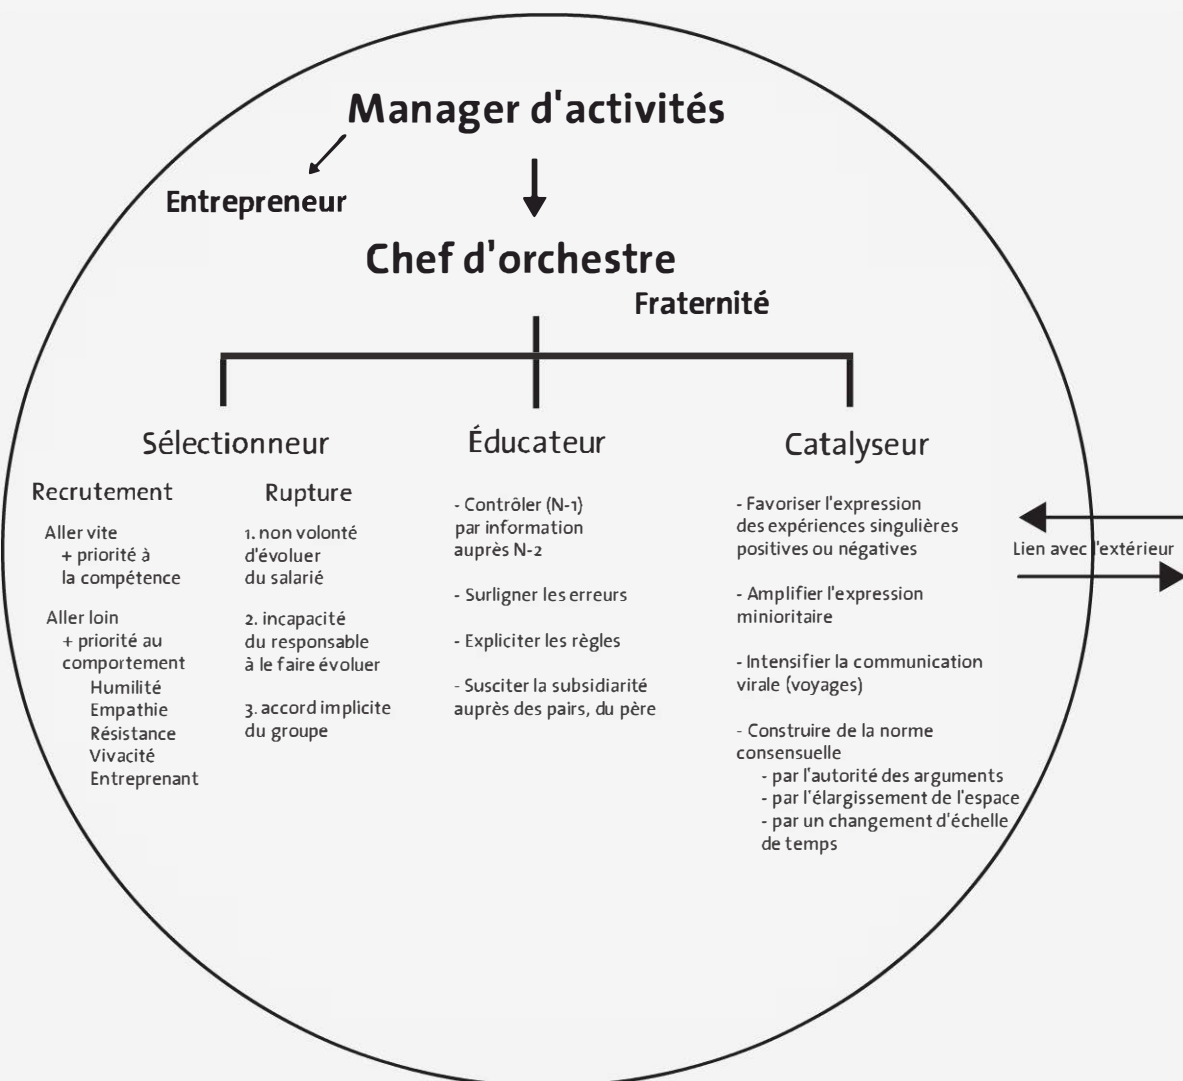 Manager d'activités
Entrepreneur
Chef d'orchestre
Fraternité
Sélectionneur
Recrutement
Aller vite
+ priorité à
la compétence
Aller loin
+ priorité au
comportement
Humilité
Empathie
Résistance
Vivacité
Entreprenant
Rupture
1. non volonté
d'évoluer
du salarié
2. incapacité
du responsable
à le faire évoluer
3. accord implicite
du groupe
Éducateur
- Contrôler (N-1)
par information
auprès N-2
- Surligner les erreurs
- Expliciter les règles
- Susciter la subsidiarité
auprès des pairs, du père
Catalyseur
- Favoriser l'expression
des expériences singulières
positives ou négatives
- Amplifier l'expression
minioritaire
- Intensifier la communication
virale (voyages)
- Construire de la norme
consensuelle
- par l'autorité des arguments
- par l'élargissement de l'espace
- par un changement d'échelle
de temps
Lien avec l'extérieur